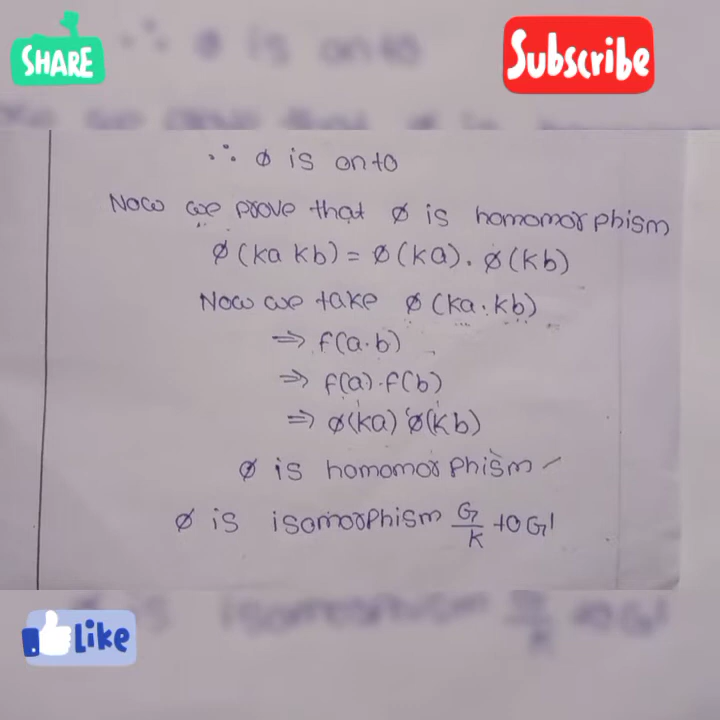 SHARE
Subscribe
∴ ø is onto
Now we prove that ø is homomorphism
ø(ka kb) = ø(ka). ø(kb)
Now we take ø(ka.kb)
⇒ f(a.b)
⇒ f(a).f(b)
⇒ ø(ka) ø(kb)
ø is homomorphism
ø is isomorphism G/K to G'
Like